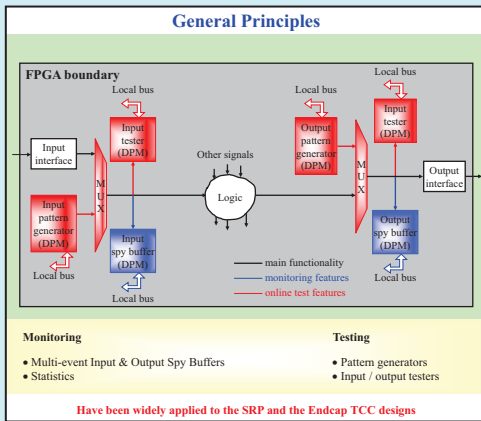 General Principles
FPGA boundary
Local bus
Input
tester
(DPM)
Input
interface
MUX
Input
pattern
generator
(DPM)
Local bus
Input
spy buffer
(DPM)
Local bus
Other signals
Logic
Local bus
Output
pattern
generator
(DPM)
Local bus
Input
tester
(DPM)
MUX
Output
interface
Output
spy buffer
(DPM)
Local bus
main functionality
monitoring features
online test features
Monitoring
• Multi-event Input & Output Spy Buffers
• Statistics
Testing
• Pattern generators
• Input / output testers
Have been widely applied to the SRP and the Endcap TCC designs